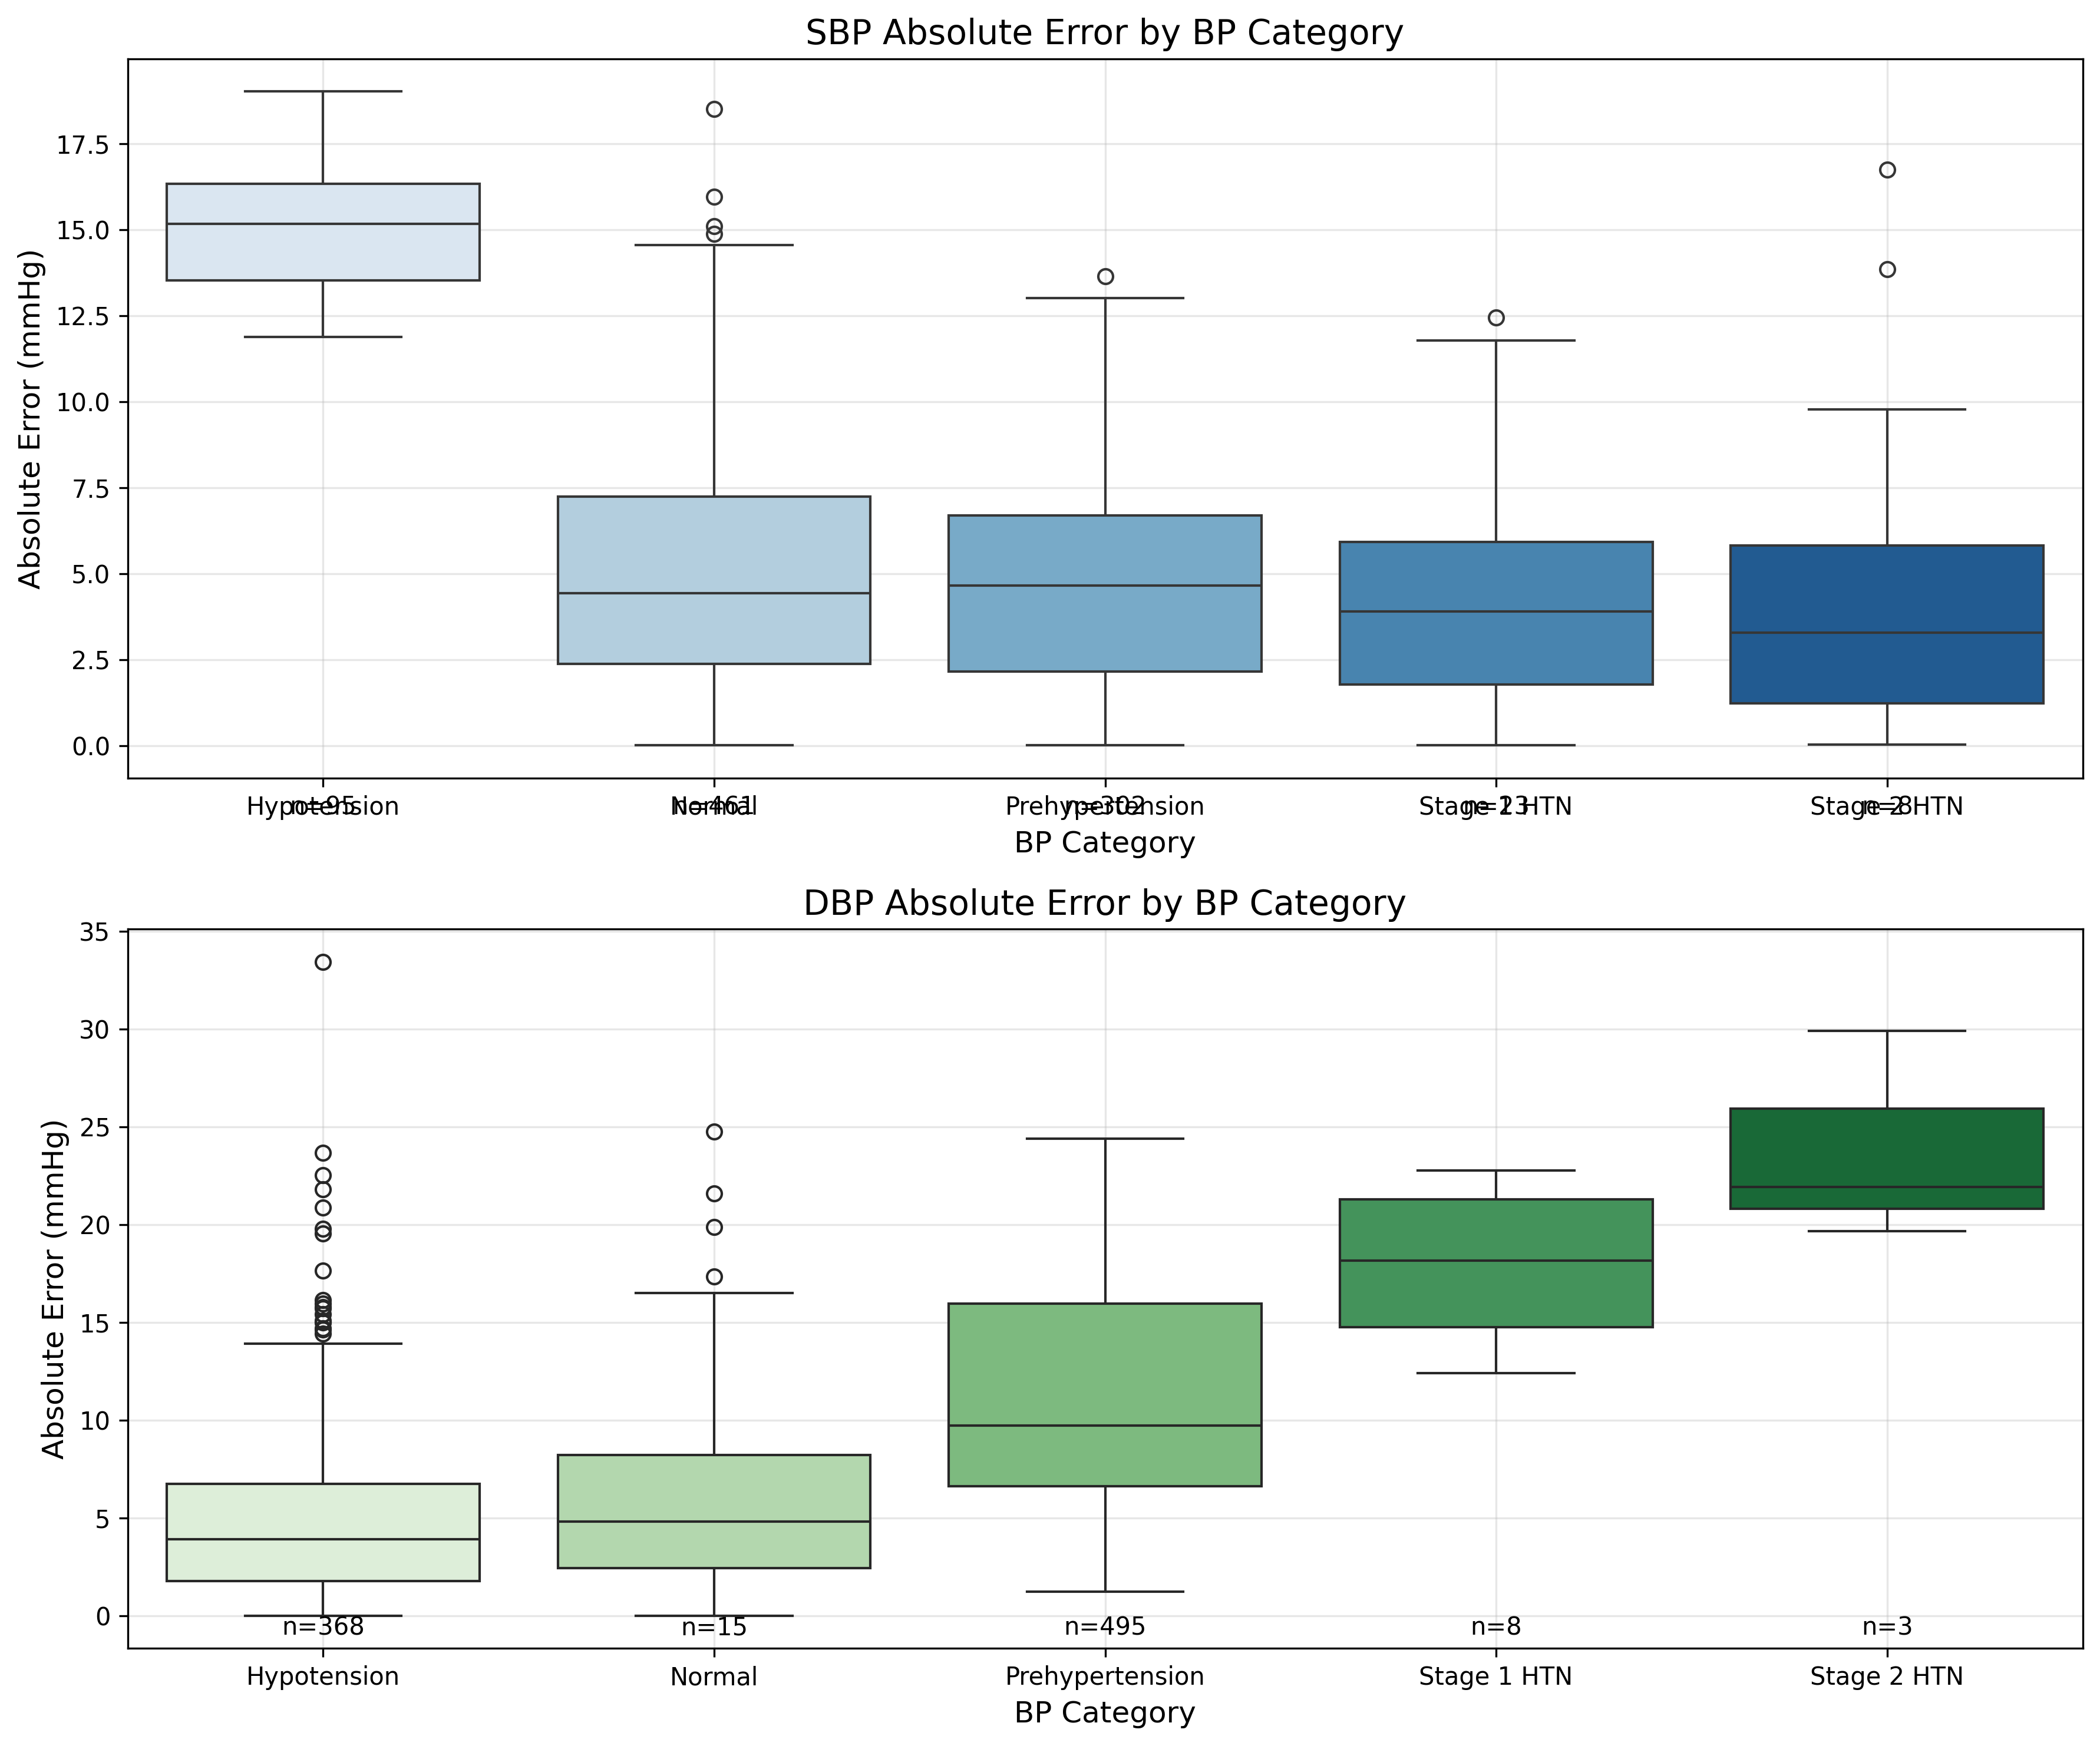 SBP Absolute Error by BP Category
Absolute Error (mmHg)
17.5
15.0
12.5
10.0
7.5
5.0
2.5
0.0
Hypotension
n=95
Normal
n=461
Prehypertension
n=302
Stage 1 HTN
n=23
Stage 2 HTN
n=8
BP Category
DBP Absolute Error by BP Category
Absolute Error (mmHg)
35
30
25
20
15
10
5
0
n=368 n=15 n=495 n=8 n=3
Hypotension Normal Prehypertension Stage 1 HTN Stage 2 HTN
BP Category